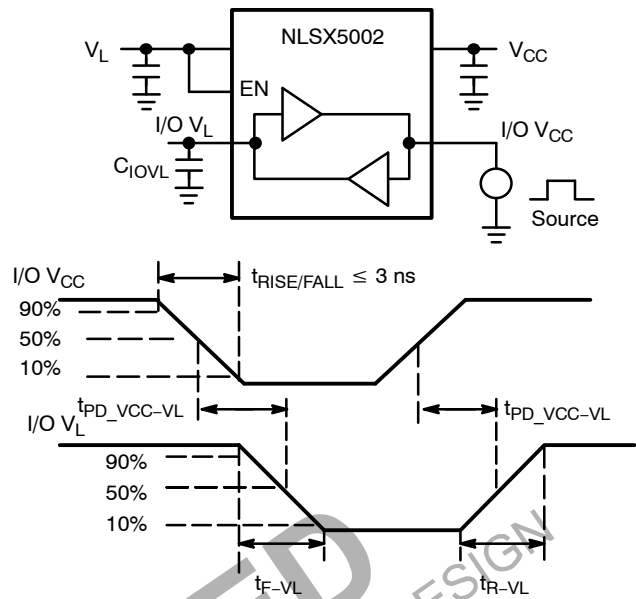 NLSX5002
V_L
V_CC
EN
I/O V_L
I/O V_CC
C_IOVL
Source
I/O V_CC
t_RISE/FALL ≤ 3 ns
90%
50%
10%
t_PD_VCC–VL
t_PD_VCC–VL
I/O V_L
90%
50%
10%
t_F–VL
t_R–VL
ESIGN